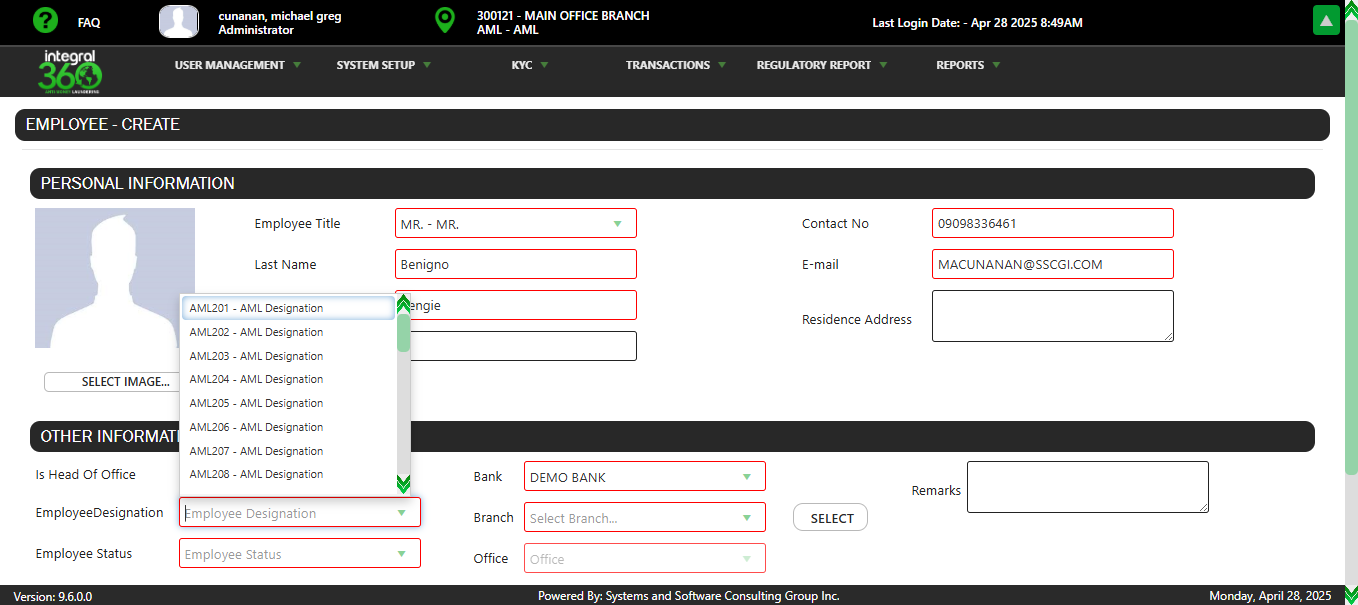 FAQ
cunanan, michael greg
Administrator
300121 - MAIN OFFICE BRANCH
AML - AML
Last Login Date: - Apr 28 2025 8:49AM
integral
360
USER MANAGEMENT
SYSTEM SETUP
KYC
TRANSACTIONS
REGULATORY REPORT
REPORTS
EMPLOYEE - CREATE
PERSONAL INFORMATION
Employee Title
MR. - MR.
Contact No
09098336461
Last Name
Benigno
E-mail
MACUNANAN@SSCGI.COM
engie
Residence Address
SELECT IMAGE...
AML201 - AML Designation
AML202 - AML Designation
AML203 - AML Designation
AML204 - AML Designation
AML205 - AML Designation
AML206 - AML Designation
AML207 - AML Designation
AML208 - AML Designation
OTHER INFORMATI
Is Head Of Office
Bank
DEMO BANK
Remarks
EmployeeDesignation
Employee Designation
Branch
Select Branch...
SELECT
Employee Status
Employee Status
Office
Office
Version: 9.6.0.0
Powered By: Systems and Software Consulting Group Inc.
Monday, April 28, 2025